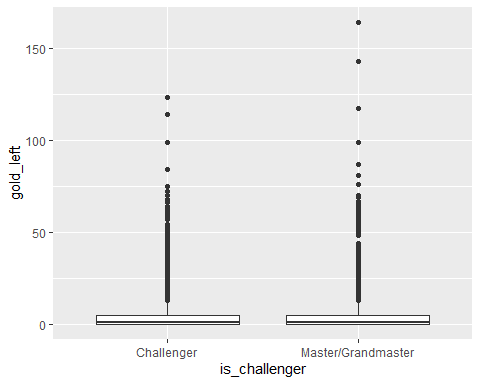 150
100
50
0
gold_left
Challenger
Master/Grandmaster
is_challenger